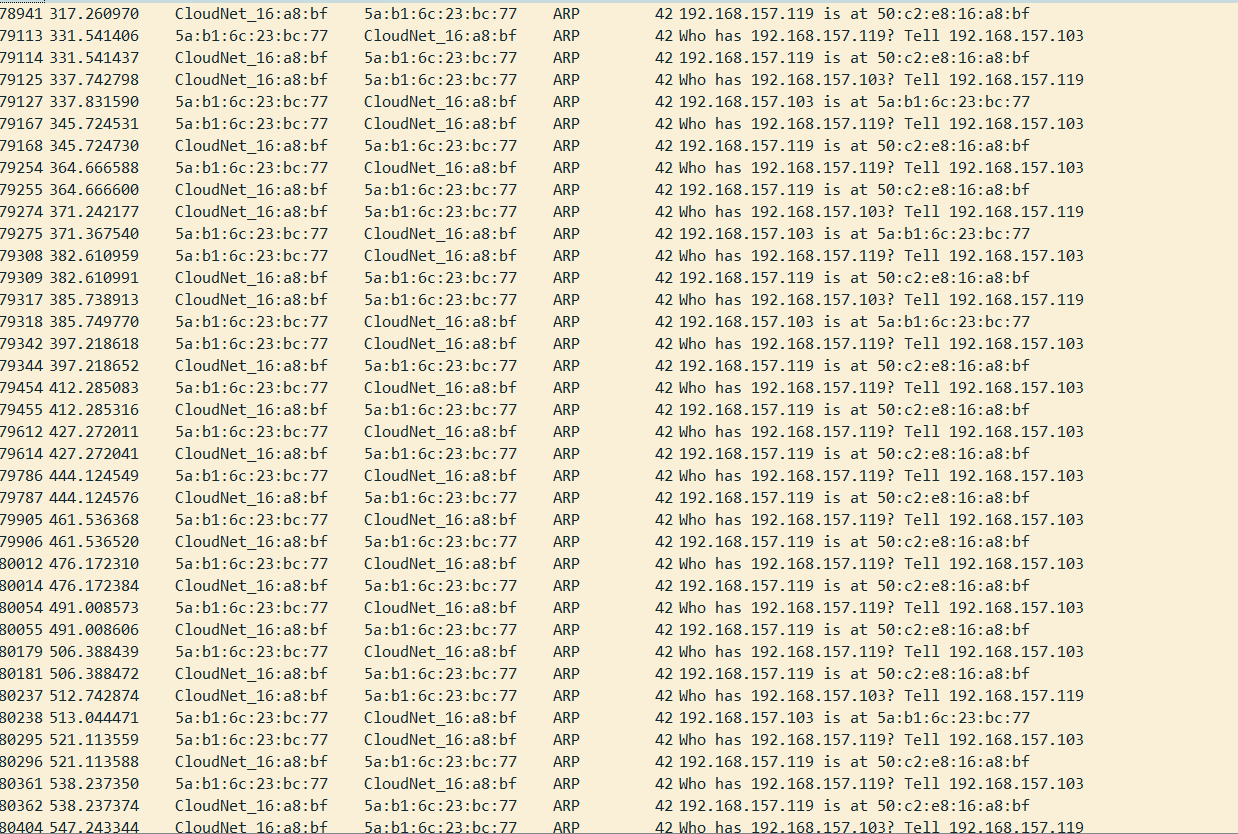 78941 317.260970 CloudNet_16:a8:bf 5a:b1:6c:23:bc:77 ARP 42 192.168.157.119 is at 50:c2:e8:16:a8:bf
79113 331.541406 5a:b1:6c:23:bc:77 CloudNet_16:a8:bf ARP 42 Who has 192.168.157.119? Tell 192.168.157.103
79114 331.541437 CloudNet_16:a8:bf 5a:b1:6c:23:bc:77 ARP 42 192.168.157.119 is at 50:c2:e8:16:a8:bf
79125 337.742798 CloudNet_16:a8:bf 5a:b1:6c:23:bc:77 ARP 42 Who has 192.168.157.103? Tell 192.168.157.119
79127 337.831590 5a:b1:6c:23:bc:77 CloudNet_16:a8:bf ARP 42 192.168.157.103 is at 5a:b1:6c:23:bc:77
79167 345.724531 5a:b1:6c:23:bc:77 CloudNet_16:a8:bf ARP 42 Who has 192.168.157.119? Tell 192.168.157.103
79168 345.724730 CloudNet_16:a8:bf 5a:b1:6c:23:bc:77 ARP 42 192.168.157.119 is at 50:c2:e8:16:a8:bf
79254 364.666588 5a:b1:6c:23:bc:77 CloudNet_16:a8:bf ARP 42 Who has 192.168.157.119? Tell 192.168.157.103
79255 364.666600 CloudNet_16:a8:bf 5a:b1:6c:23:bc:77 ARP 42 192.168.157.119 is at 50:c2:e8:16:a8:bf
79274 371.242177 CloudNet_16:a8:bf 5a:b1:6c:23:bc:77 ARP 42 Who has 192.168.157.103? Tell 192.168.157.119
79275 371.367540 5a:b1:6c:23:bc:77 CloudNet_16:a8:bf ARP 42 192.168.157.103 is at 5a:b1:6c:23:bc:77
79308 382.610959 5a:b1:6c:23:bc:77 CloudNet_16:a8:bf ARP 42 Who has 192.168.157.119? Tell 192.168.157.103
79309 382.610991 CloudNet_16:a8:bf 5a:b1:6c:23:bc:77 ARP 42 192.168.157.119 is at 50:c2:e8:16:a8:bf
79317 385.738913 CloudNet_16:a8:bf 5a:b1:6c:23:bc:77 ARP 42 Who has 192.168.157.103? Tell 192.168.157.119
79318 385.749770 5a:b1:6c:23:bc:77 CloudNet_16:a8:bf ARP 42 192.168.157.103 is at 5a:b1:6c:23:bc:77
79342 397.218618 5a:b1:6c:23:bc:77 CloudNet_16:a8:bf ARP 42 Who has 192.168.157.119? Tell 192.168.157.103
79344 397.218652 CloudNet_16:a8:bf 5a:b1:6c:23:bc:77 ARP 42 192.168.157.119 is at 50:c2:e8:16:a8:bf
79454 412.285083 5a:b1:6c:23:bc:77 CloudNet_16:a8:bf ARP 42 Who has 192.168.157.119? Tell 192.168.157.103
79455 412.285316 CloudNet_16:a8:bf 5a:b1:6c:23:bc:77 ARP 42 192.168.157.119 is at 50:c2:e8:16:a8:bf
79612 427.272011 5a:b1:6c:23:bc:77 CloudNet_16:a8:bf ARP 42 Who has 192.168.157.119? Tell 192.168.157.103
79614 427.272041 CloudNet_16:a8:bf 5a:b1:6c:23:bc:77 ARP 42 192.168.157.119 is at 50:c2:e8:16:a8:bf
79786 444.124549 5a:b1:6c:23:bc:77 CloudNet_16:a8:bf ARP 42 Who has 192.168.157.119? Tell 192.168.157.103
79787 444.124576 CloudNet_16:a8:bf 5a:b1:6c:23:bc:77 ARP 42 192.168.157.119 is at 50:c2:e8:16:a8:bf
79905 461.536368 5a:b1:6c:23:bc:77 CloudNet_16:a8:bf ARP 42 Who has 192.168.157.119? Tell 192.168.157.103
79906 461.536520 CloudNet_16:a8:bf 5a:b1:6c:23:bc:77 ARP 42 192.168.157.119 is at 50:c2:e8:16:a8:bf
80012 476.172310 5a:b1:6c:23:bc:77 CloudNet_16:a8:bf ARP 42 Who has 192.168.157.119? Tell 192.168.157.103
80014 476.172384 CloudNet_16:a8:bf 5a:b1:6c:23:bc:77 ARP 42 192.168.157.119 is at 50:c2:e8:16:a8:bf
80054 491.008573 5a:b1:6c:23:bc:77 CloudNet_16:a8:bf ARP 42 Who has 192.168.157.119? Tell 192.168.157.103
80055 491.008606 CloudNet_16:a8:bf 5a:b1:6c:23:bc:77 ARP 42 192.168.157.119 is at 50:c2:e8:16:a8:bf
80179 506.388439 5a:b1:6c:23:bc:77 CloudNet_16:a8:bf ARP 42 Who has 192.168.157.119? Tell 192.168.157.103
80181 506.388472 CloudNet_16:a8:bf 5a:b1:6c:23:bc:77 ARP 42 192.168.157.119 is at 50:c2:e8:16:a8:bf
80237 512.742874 CloudNet_16:a8:bf 5a:b1:6c:23:bc:77 ARP 42 Who has 192.168.157.103? Tell 192.168.157.119
80238 513.044471 5a:b1:6c:23:bc:77 CloudNet_16:a8:bf ARP 42 192.168.157.103 is at 5a:b1:6c:23:bc:77
80295 521.113559 5a:b1:6c:23:bc:77 CloudNet_16:a8:bf ARP 42 Who has 192.168.157.119? Tell 192.168.157.103
80296 521.113588 CloudNet_16:a8:bf 5a:b1:6c:23:bc:77 ARP 42 192.168.157.119 is at 50:c2:e8:16:a8:bf
80361 538.237350 5a:b1:6c:23:bc:77 CloudNet_16:a8:bf ARP 42 Who has 192.168.157.119? Tell 192.168.157.103
80362 538.237374 CloudNet_16:a8:bf 5a:b1:6c:23:bc:77 ARP 42 192.168.157.119 is at 50:c2:e8:16:a8:bf
80404 547.243344 CloudNet_16:a8:bf 5a:b1:6c:23:bc:77 ARP 42 Who has 192.168.157.103? Tell 192.168.157.119